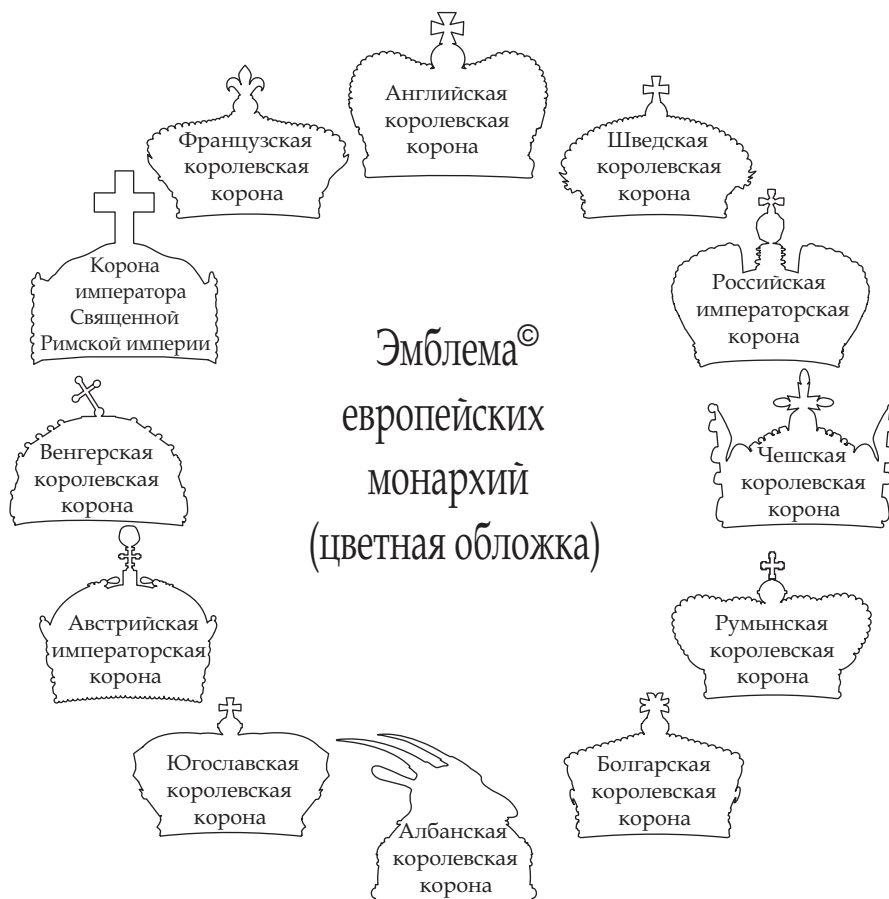 Английская
королевская
корона
Французская
королевская
корона
Шведская
королевская
корона
Корона
императора
Священной
Римской империи
Российская
императорская
корона
Эмблема©
европейских
монархий
(цветная обложка)
Венгерская
королевская
корона
Чешская
королевская
корона
Австрийская
императорская
корона
Румынская
королевская
корона
Югославская
королевская
корона
Албанская
королевская
корона
Болгарская
королевская
корона